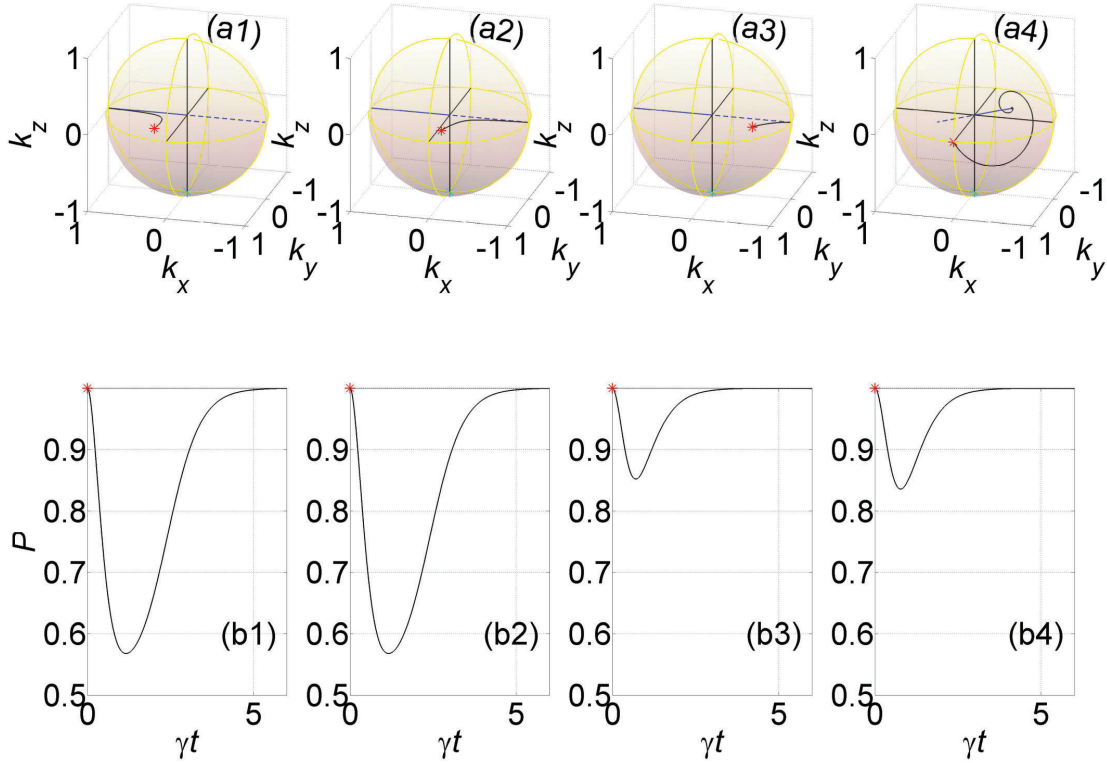 (a1) (a2) (a3) (a4)
1 1 1 1
k_z 0 k_z 0 k_z 0 k_z 0
-1 -1 -1 -1
1 0 -1 1 0 -1 1 0 -1 1 0 -1 1 0 -1 1 0 -1 1 0 -1 1 0 -1
k_x k_y k_x k_y k_x k_y k_x k_y
0.9 0.9 0.9 0.9
0.8 0.8 0.8 0.8
P 0.7 0.7 0.7 0.7
0.6 (b1) 0.6 (b2) 0.6 (b3) 0.6 (b4)
0.5 0.5 0.5 0.5
0 5 0 5 0 5 0 5
γt γt γt γt